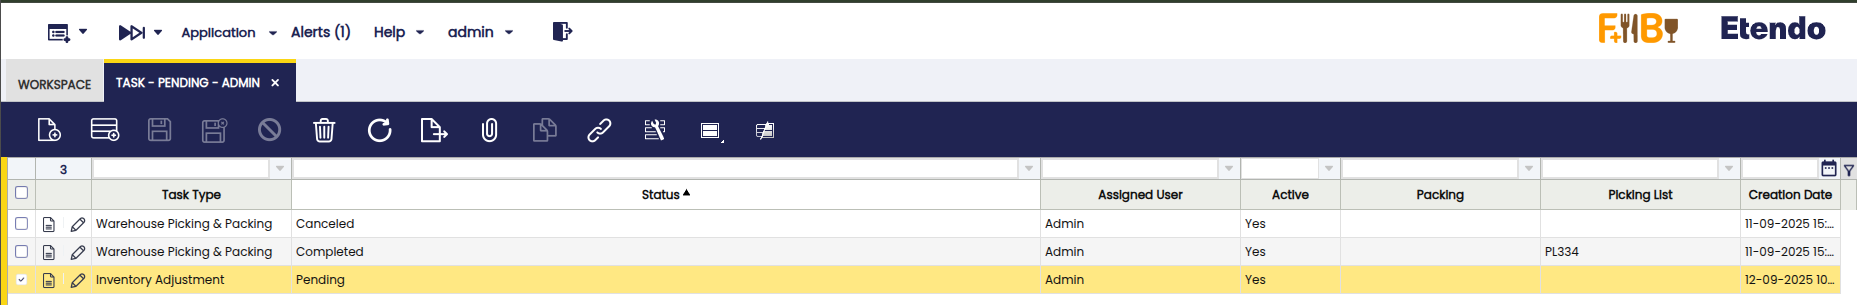 Application Alerts (1) Help admin F+B Etendo
WORKSPACE TASK - PENDING - ADMIN ×
3
Task Type Status Assigned User Active Packing Picking List Creation Date
Warehouse Picking & Packing Canceled Admin Yes 11-09-2025 15:...
Warehouse Picking & Packing Completed Admin Yes PL334 11-09-2025 15:...
Inventory Adjustment Pending Admin Yes 12-09-2025 10...